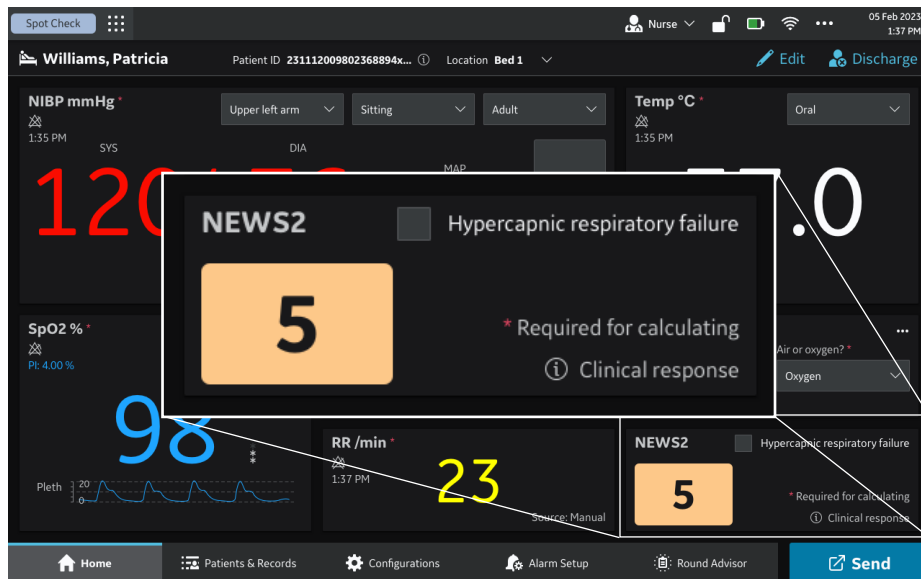 Spot Check
Nurse
05 Feb 2023
1:37 PM
Williams, Patricia
Patient ID 231112009802368894x...
Location Bed 1
Edit
Discharge
NIBP mmHg *
1:35 PM
Upper left arm
Sitting
Adult
SYS
DIA
MAP
120
Temp °C *
1:35 PM
Oral
.0
NEWS2
Hypercapnic respiratory failure
5
* Required for calculating
Clinical response
SpO2 % *
PI: 4.00 %
98
*
*
Pleth
20
0
Air or oxygen? *
Oxygen
RR /min *
1:37 PM
23
Source: Manual
NEWS2
Hypercapnic respiratory failure
5
* Required for calculating
Clinical response
Home
Patients & Records
Configurations
Alarm Setup
Round Advisor
Send